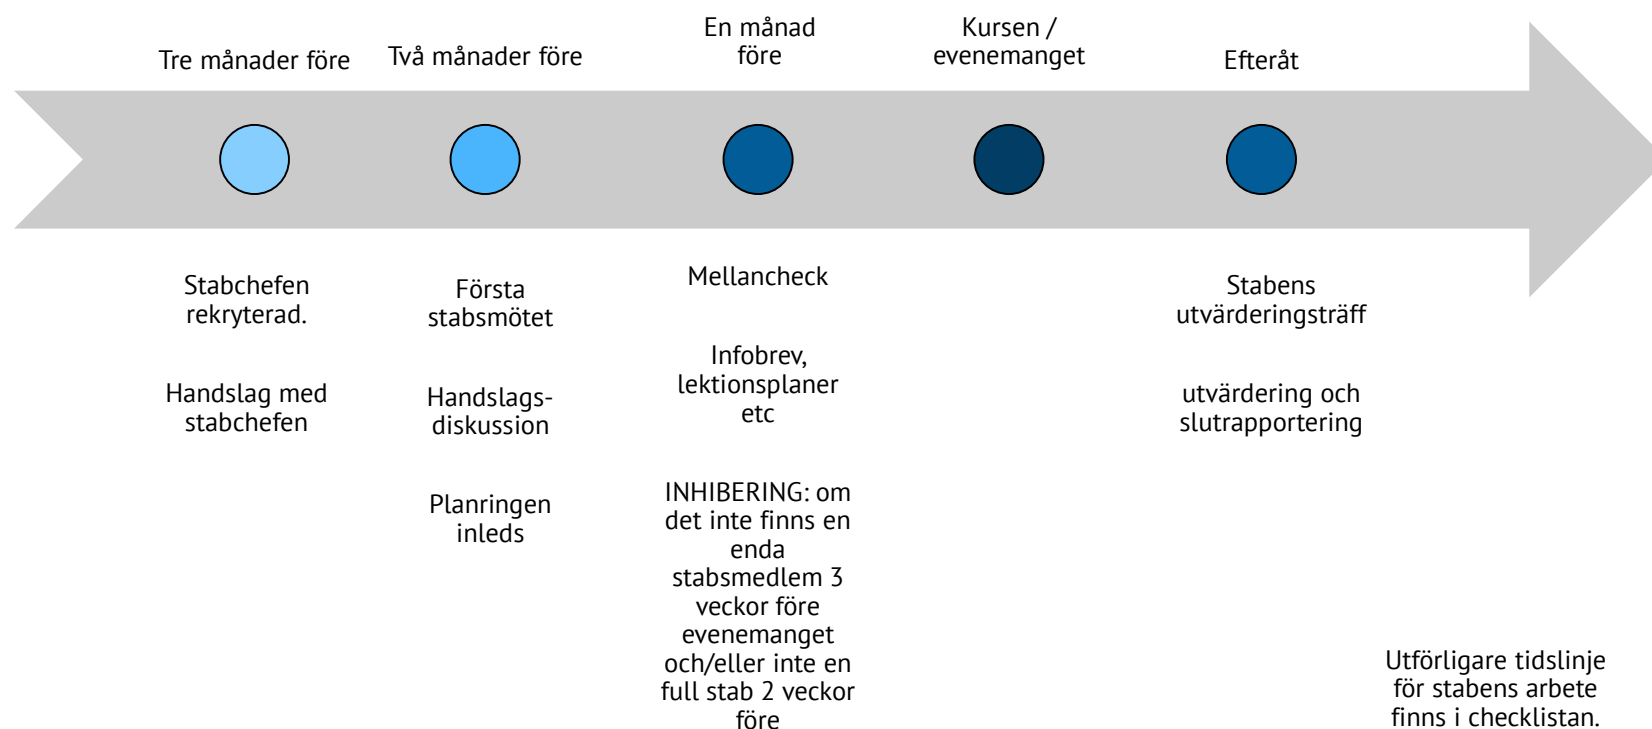 Tre månader före
Två månader före
En månad
före
Kursen /
evenemanget
Efteråt
Stabchefen
rekryterad.
Handslag med
stabchefen
Första
stabsmötet
Handslags-
diskussion
Planringen
inleds
Mellancheck
Infobrev,
lektionsplaner
etc
INHIBERING: om
det inte finns en
enda
stabsmedlem 3
veckor före
evenemanget
och/eller inte en
full stab 2 veckor
före
Stabens
utvärderingsträff
utvärdering och
slutrapportering
Utförligare tidslinje
för stabens arbete
finns i checklistan.